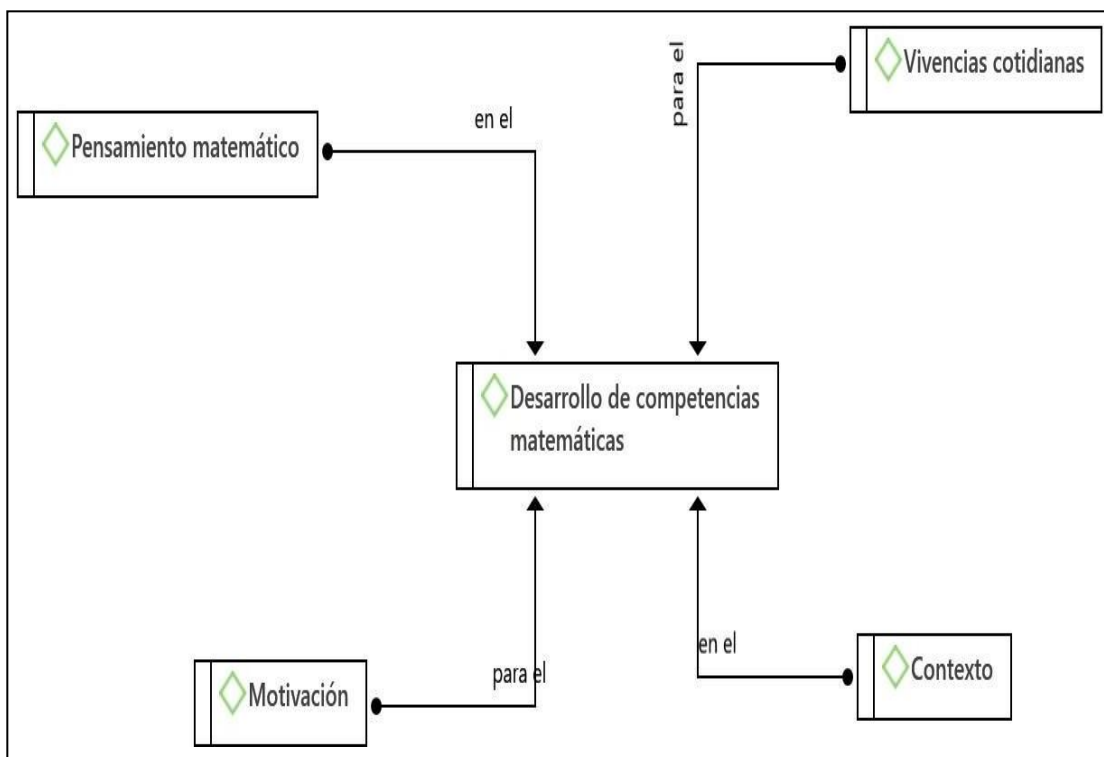 para el
Vivencias cotidianas
en el
Pensamiento matemático
Desarrollo de competencias
matemáticas
en el
Contexto
para el
Motivación